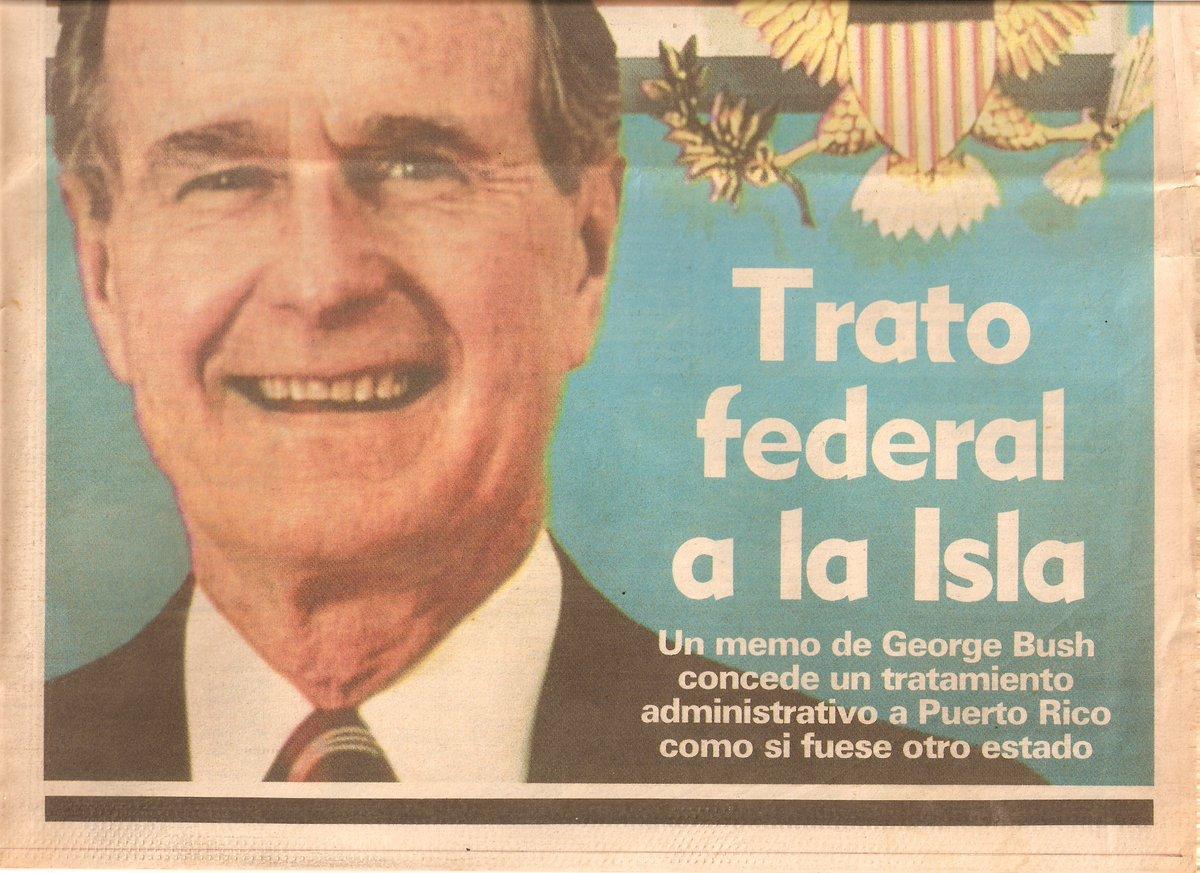 Trato
federal
a la Isla
Un memo de George Bush
concede un tratamiento
administrativo a Puerto Rico
como si fuese otro estado